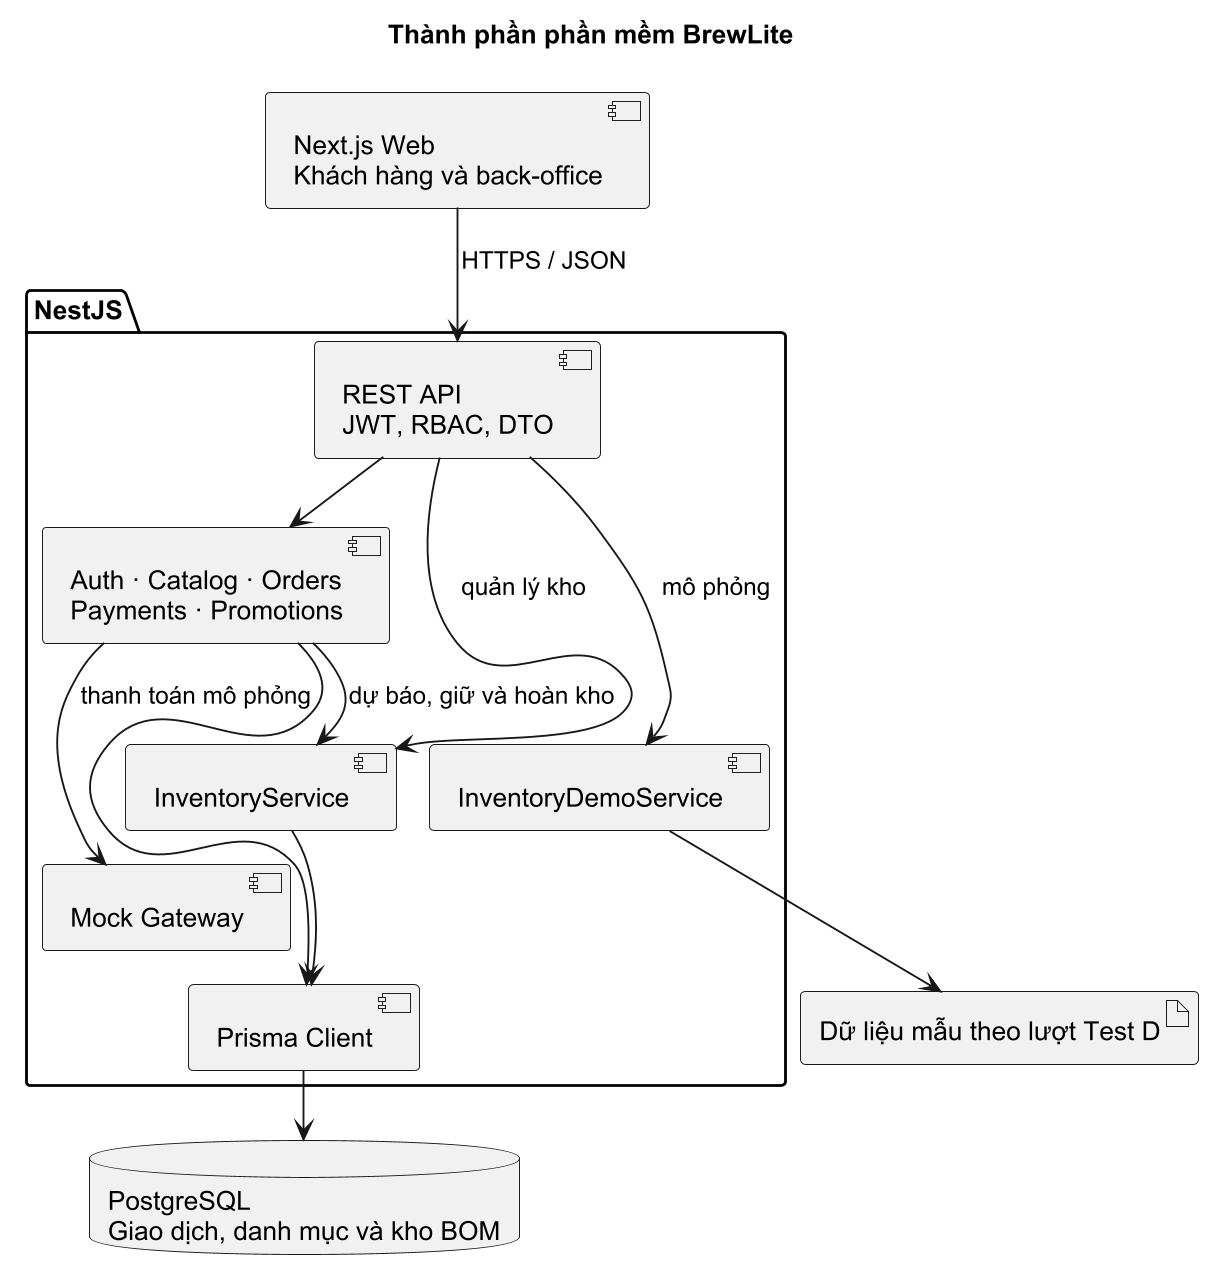 Thành phần phần mềm BrewLite
Next.js Web
Khách hàng và back-office
HTTPS / JSON
NestJS
REST API
JWT, RBAC, DTO
Auth · Catalog · Orders
Payments · Promotions
quản lý kho
mô phỏng
thanh toán mô phỏng
dự báo, giữ và hoàn kho
InventoryService
InventoryDemoService
Mock Gateway
Prisma Client
Dữ liệu mẫu theo lượt Test D
PostgreSQL
Giao dịch, danh mục và kho BOM